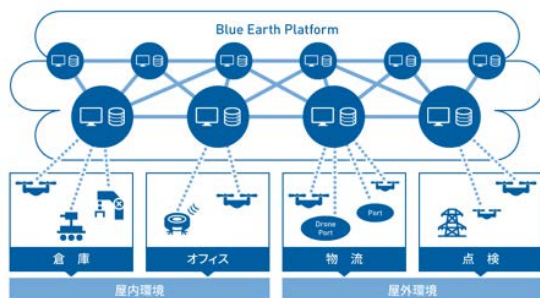 Blue Earth Platform
Drone
Port
Port
倉庫
オフィス
物流
点検
屋内環境
屋外環境